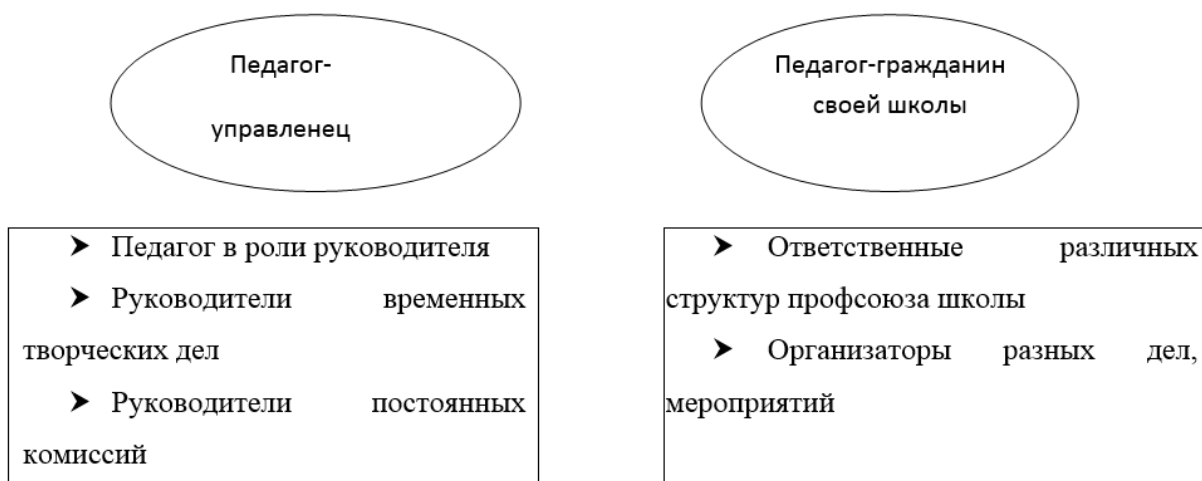 Педагог-
управленец
Педагог-гражданин
своей школы
➤ Педагог в роли руководителя
➤ Руководители временных
творческих дел
➤ Руководители постоянных
комиссий
➤ Ответственные различных
структур профсоюза школы
➤ Организаторы разных дел,
мероприятий